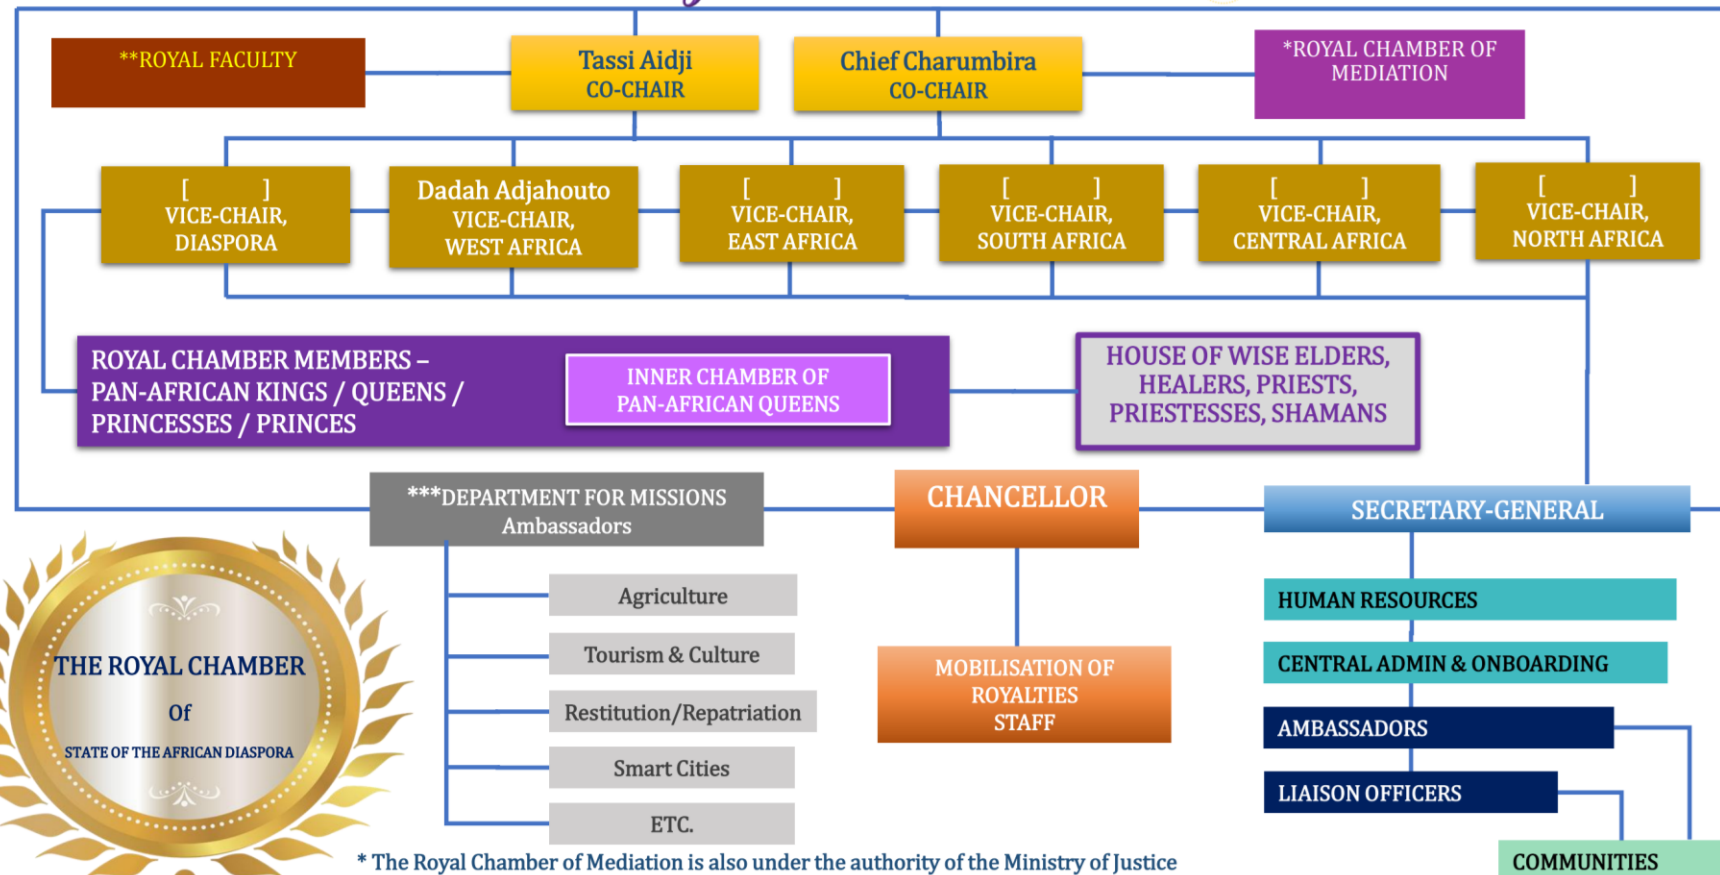 **ROYAL FACULTY
Tassi Aidji
CO-CHAIR
Chief Charumbira
CO-CHAIR
*ROYAL CHAMBER OF
MEDIATION
[ ]
VICE-CHAIR,
DIASPORA
Dadah Adjahouto
VICE-CHAIR,
WEST AFRICA
[ ]
VICE-CHAIR,
EAST AFRICA
[ ]
VICE-CHAIR,
SOUTH AFRICA
[ ]
VICE-CHAIR,
CENTRAL AFRICA
[ ]
VICE-CHAIR,
NORTH AFRICA
ROYAL CHAMBER MEMBERS –
PAN-AFRICAN KINGS / QUEENS /
PRINCESSES / PRINCES
INNER CHAMBER OF
PAN-AFRICAN QUEENS
HOUSE OF WISE ELDERS,
HEALERS, PRIESTS,
PRIESTESSES, SHAMANS
***DEPARTMENT FOR MISSIONS
Ambassadors
CHANCELLOR
SECRETARY-GENERAL
Agriculture
Tourism & Culture
Restitution/Repatriation
Smart Cities
ETC.
MOBILISATION OF
ROYALTIES
STAFF
HUMAN RESOURCES
CENTRAL ADMIN & ONBOARDING
AMBASSADORS
LIAISON OFFICERS
COMMUNITIES
THE ROYAL CHAMBER
Of
STATE OF THE AFRICAN DIASPORA
* The Royal Chamber of Mediation is also under the authority of the Ministry of Justice